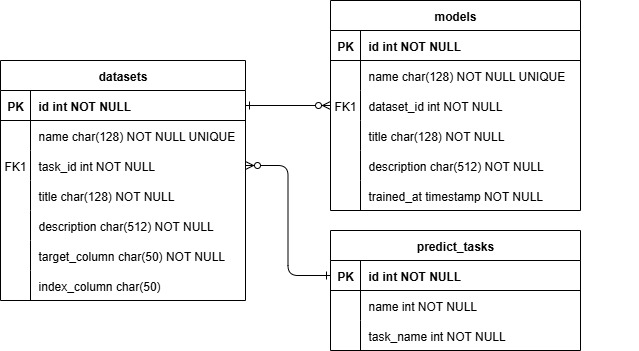 datasets
PK id int NOT NULL
name char(128) NOT NULL UNIQUE
FK1 task_id int NOT NULL
title char(128) NOT NULL
description char(512) NOT NULL
target_column char(50) NOT NULL
index_column char(50)
models
PK id int NOT NULL
name char(128) NOT NULL UNIQUE
FK1 dataset_id int NOT NULL
title char(128) NOT NULL
description char(512) NOT NULL
trained_at timestamp NOT NULL
predict_tasks
PK id int NOT NULL
name int NOT NULL
task_name int NOT NULL